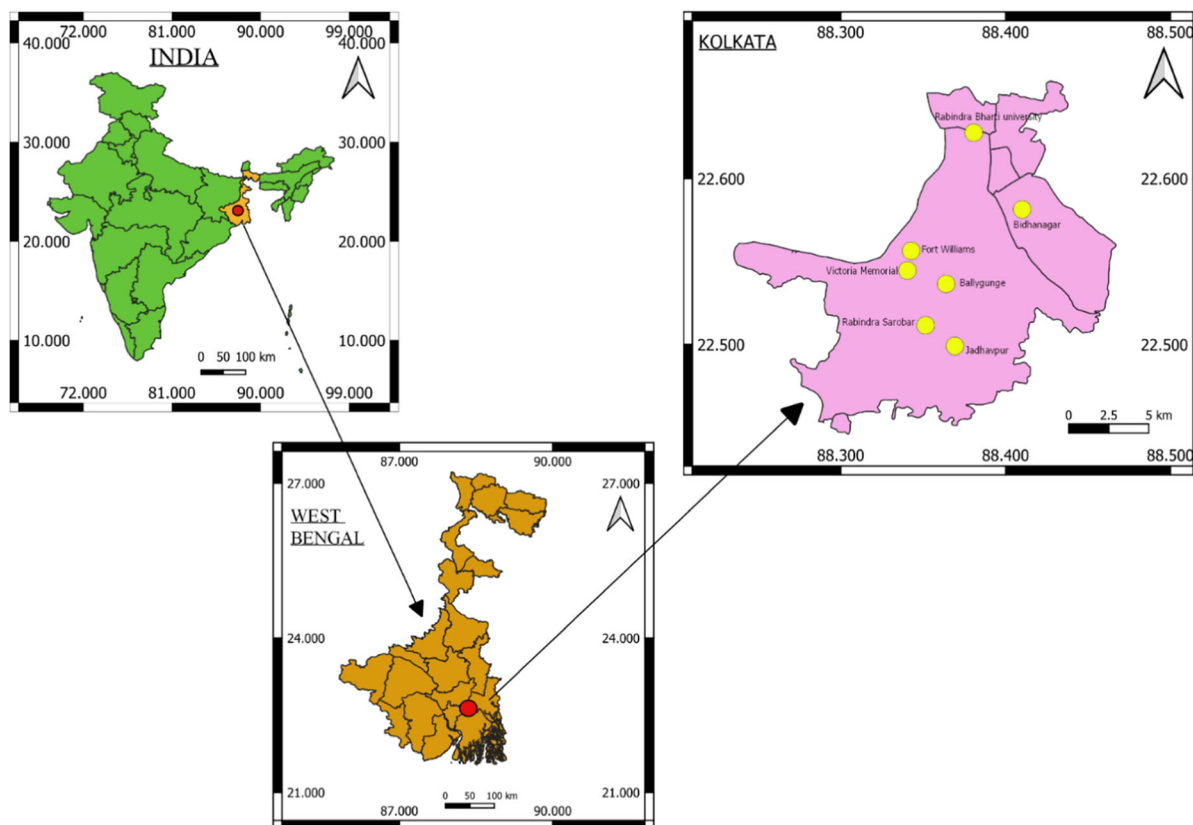 72.000 81.000 90.000 99.000
40.000 INDIA 40.000
30.000 30.000
20.000 20.000
10.000 10.000
0 50 100 km
72.000 81.000 90.000 99.000
88.300 88.400 88.500
KOLKATA
Rabindra Bharti university
22.600 22.600
Bidhanagar
Fort Williams
Victoria Memorial
Ballygunge
Rabindra Sarobar
22.500 22.500
Jadhavpur
0 2.5 5 km
88.300 88.400 88.500
87.000 90.000
27.000 27.000
WEST
BENGAL
24.000 24.000
21.000 21.000
0 50 100 km
87.000 90.000